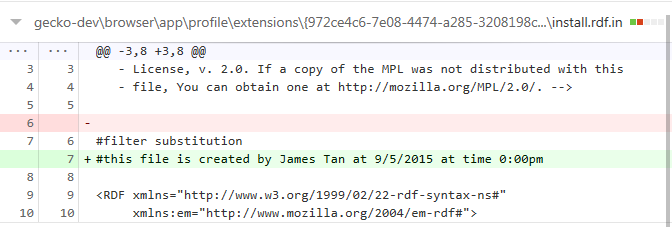 gecko-dev\browser\app\profile\extensions\{972ce4c6-7e08-4474-a285-3208198c...\install.rdf.in
... ... @@ -3,8 +3,8 @@
3 3 - License, v. 2.0. If a copy of the MPL was not distributed with this
4 4 - file, You can obtain one at http://mozilla.org/MPL/2.0/. -->
5 5
6 -
7 6 #filter substitution
7 +#this file is created by James Tan at 9/5/2015 at time 0:00pm
8 8
9 9 <RDF xmlns="http://www.w3.org/1999/02/22-rdf-syntax-ns#"
10 10 xmlns:em="http://www.mozilla.org/2004/em-rdf#">